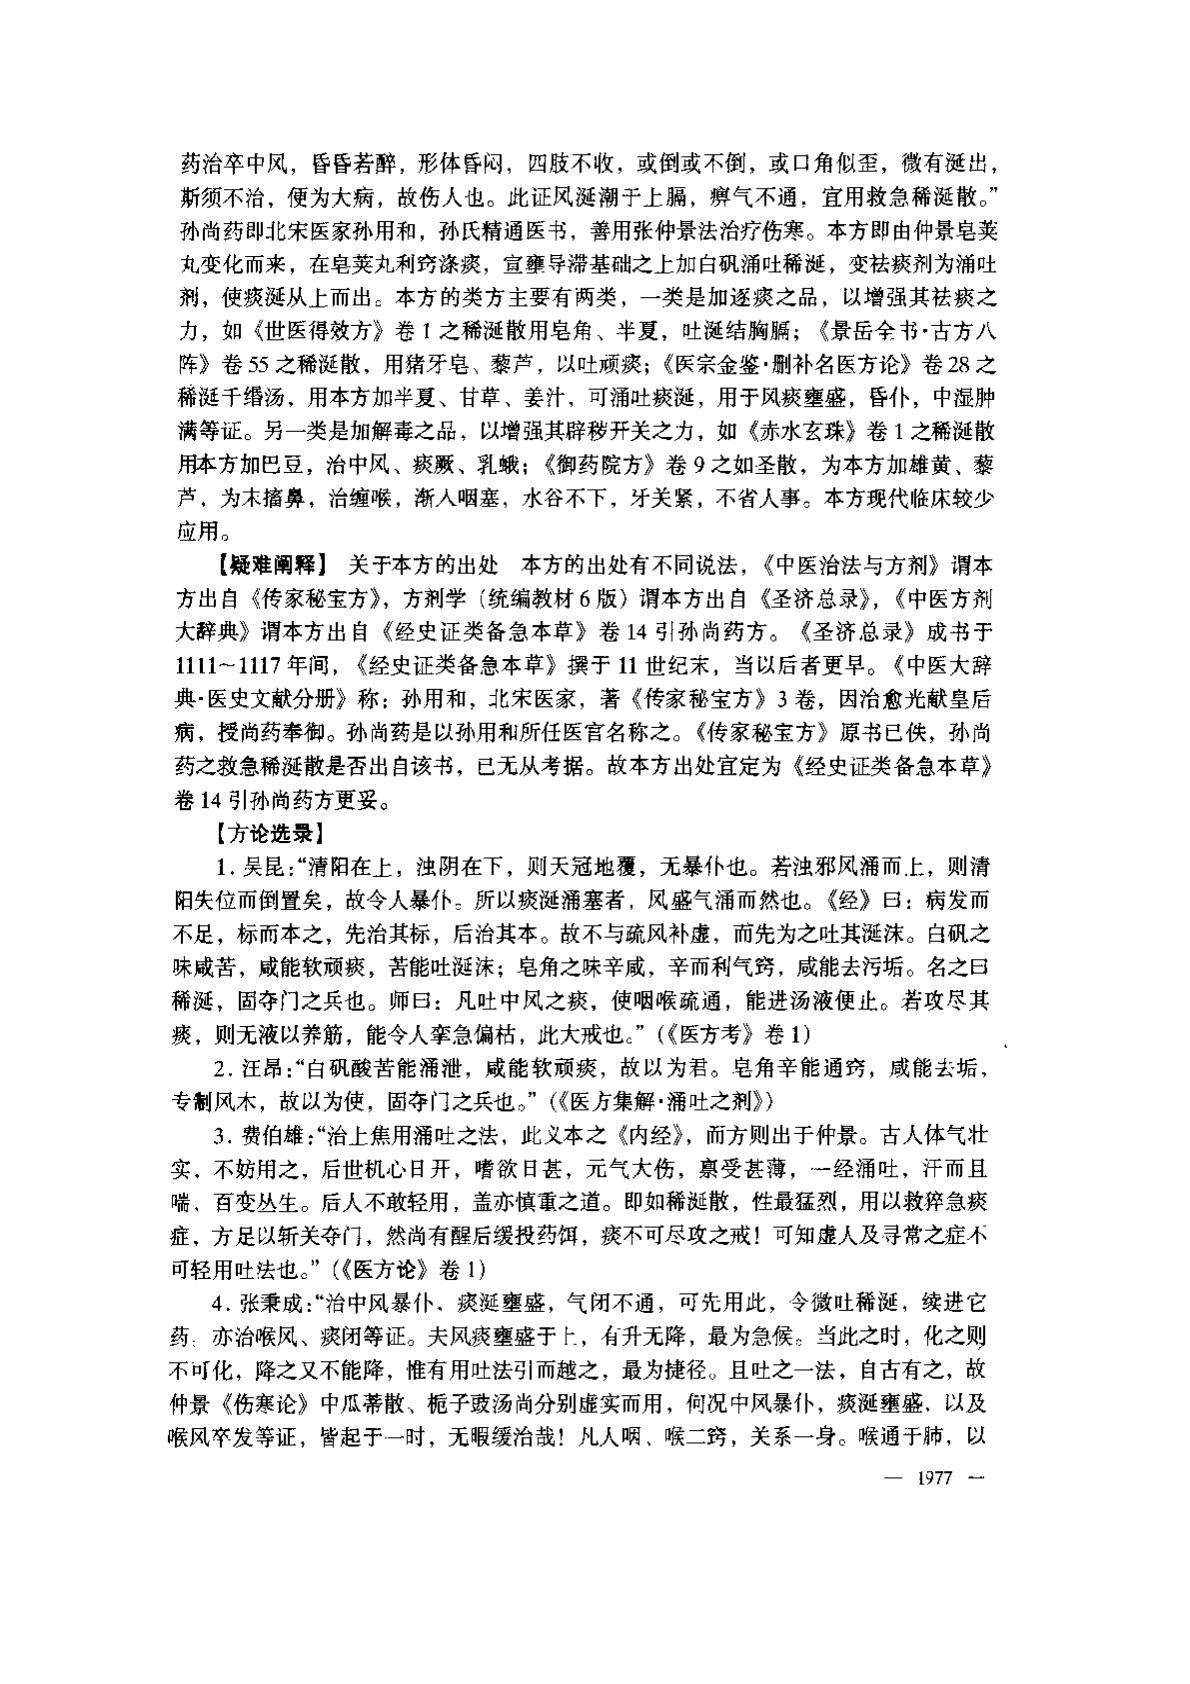 药治卒中风，昏昏若醉，形体昏闷，四肢不收，或倒或不倒，或口角似歪，微有涎出，
斯须不治，便为大病，故伤人也。此证风涎潮于上膈，痹气不通，宜用救急稀涎散。”
孙尚药即北宋医家孙用和，孙氏精通医书，善用张仲景法治疗伤寒。本方即由仲景皂荚
丸变化而来，在皂荚丸利窍涤痰，宣壅导滞基础之上加白矾涌吐稀涎，变祛痰剂为涌吐
剂，使痰涎从上而出。本方的类方主要有两类，一类是加逐痰之品，以增强其祛痰之
力，如《世医得效方》卷 1 之稀涎散用皂角、半夏，吐涎结胸膈；《景岳全书·古方八
阵》卷 55 之稀涎散，用猪牙皂、藜芦，以吐顽痰；《医宗金鉴·删补名医方论》卷 28 之
稀涎千缗汤，用本方加半夏、甘草、姜汁，可涌吐痰涎，用于风痰壅盛，昏仆，中湿肿
满等证。另一类是加解毒之品，以增强其辟秽开关之力，如《赤水玄珠》卷 1 之稀涎散
用本方加巴豆，治中风、痰厥、乳蛾；《御药院方》卷 9 之如圣散，为本方加雄黄、藜
芦，为末搐鼻，治缠喉，渐入咽塞，水谷不下，牙关紧，不省人事。本方现代临床较少
应用。
【疑难阐释】 关于本方的出处 本方的出处有不同说法，《中医治法与方剂》谓本
方出自《传家秘宝方》，方剂学（统编教材 6 版）谓本方出自《圣济总录》，《中医方剂
大辞典》谓本方出自《经史证类备急本草》卷 14 引孙尚药方。《圣济总录》成书于
1111～1117 年间，《经史证类备急本草》撰于 11 世纪末，当以后者更早。《中医大辞
典·医史文献分册》称：孙用和，北宋医家，著《传家秘宝方》3 卷，因治愈光献皇后
病，授尚药奉御。孙尚药是以孙用和所任医官名称之。《传家秘宝方》原书已佚，孙尚
药之救急稀涎散是否出自该书，已无从考据。故本方出处宜定为《经史证类备急本草》
卷 14 引孙尚药方更妥。
【方论选录】
1. 吴昆：“清阳在上，浊阴在下，则天冠地覆，无暴仆也。若浊邪风涌而上，则清
阳失位而倒置矣，故令人暴仆。所以痰涎涌塞者，风盛气涌而然也。《经》曰：病发而
不足，标而本之，先治其标，后治其本。故不与疏风补虚，而先为之吐其涎沫。白矾之
味咸苦，咸能软顽痰，苦能吐涎沫；皂角之味辛咸，辛而利气窍，咸能去污垢。名之曰
稀涎，固夺门之兵也。师曰：凡吐中风之痰，使咽喉疏通，能进汤液便止。若攻尽其
痰，则无液以养筋，能令人挛急偏枯，此大戒也。”（《医方考》卷 1）
2. 汪昂：“白矾酸苦能涌泄，咸能软顽痰，故以为君。皂角辛能通窍，咸能去垢，
专制风木，故以为使，固夺门之兵也。”（《医方集解·涌吐之剂》）
3. 费伯雄：“治上焦用涌吐之法，此义本之《内经》，而方则出于仲景。古人体气壮
实，不妨用之，后世机心日开，嗜欲日甚，元气大伤，禀受甚薄，一经涌吐，汗而且
喘，百变丛生。后人不敢轻用，盖亦慎重之道。即如稀涎散，性最猛烈，用以救猝急痰
症，方足以斩关夺门，然尚有醒后缓投药饵，痰不可尽攻之戒！可知虚人及寻常之症不
可轻用吐法也。”（《医方论》卷 1）
4. 张秉成：“治中风暴仆，痰涎壅盛，气闭不通，可先用此，令微吐稀涎，续进它
药，亦治喉风、痰闭等证。夫风痰壅盛于上，有升无降，最为急候。当此之时，化之则
不可化，降之又不能降，惟有用吐法引而越之，最为捷径。且吐之一法，自古有之，故
仲景《伤寒论》中瓜蒂散、栀子豉汤尚分别虚实而用，何况中风暴仆，痰涎壅盛，以及
喉风卒发等证，皆起于一时，无暇缓治哉！凡人咽、喉二窍，关系一身。喉通于肺，以
— 1977 —